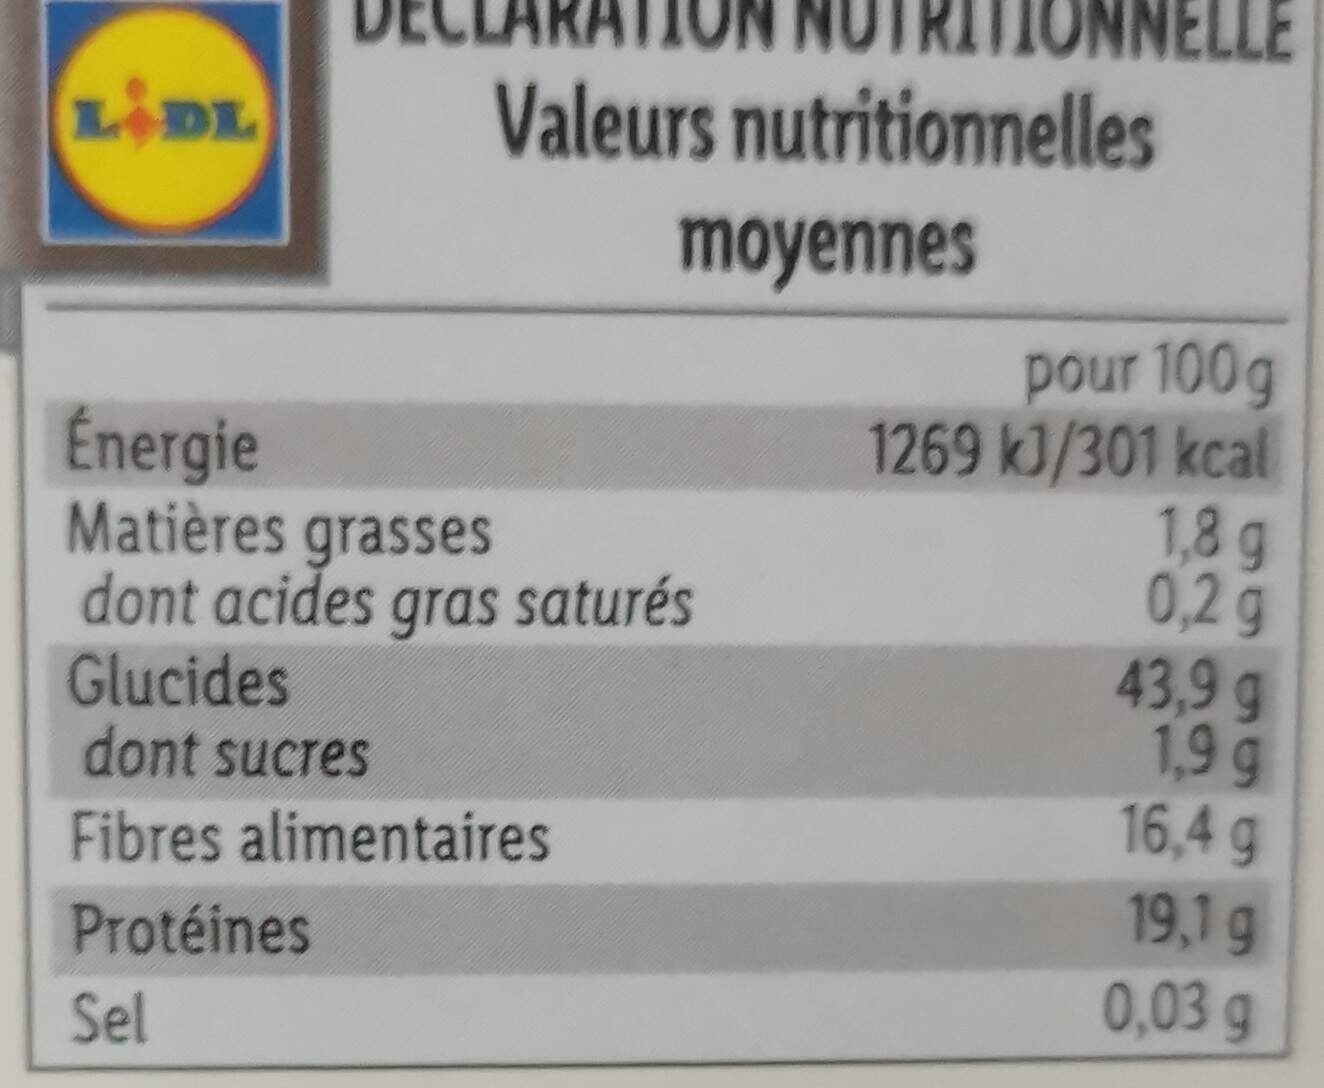 LIDL
DÉCLARATION NUTRITIONNELLE
Valeurs nutritionnelles
moyennes
pour 100g
Énergie 1269 kJ/301 kcal
Matières grasses 1,8 g
dont acides gras saturés 0,2 g
Glucides 43,9 g
dont sucres 1,9 g
Fibres alimentaires 16,4 g
Protéines 19,1 g
Sel 0,03 g